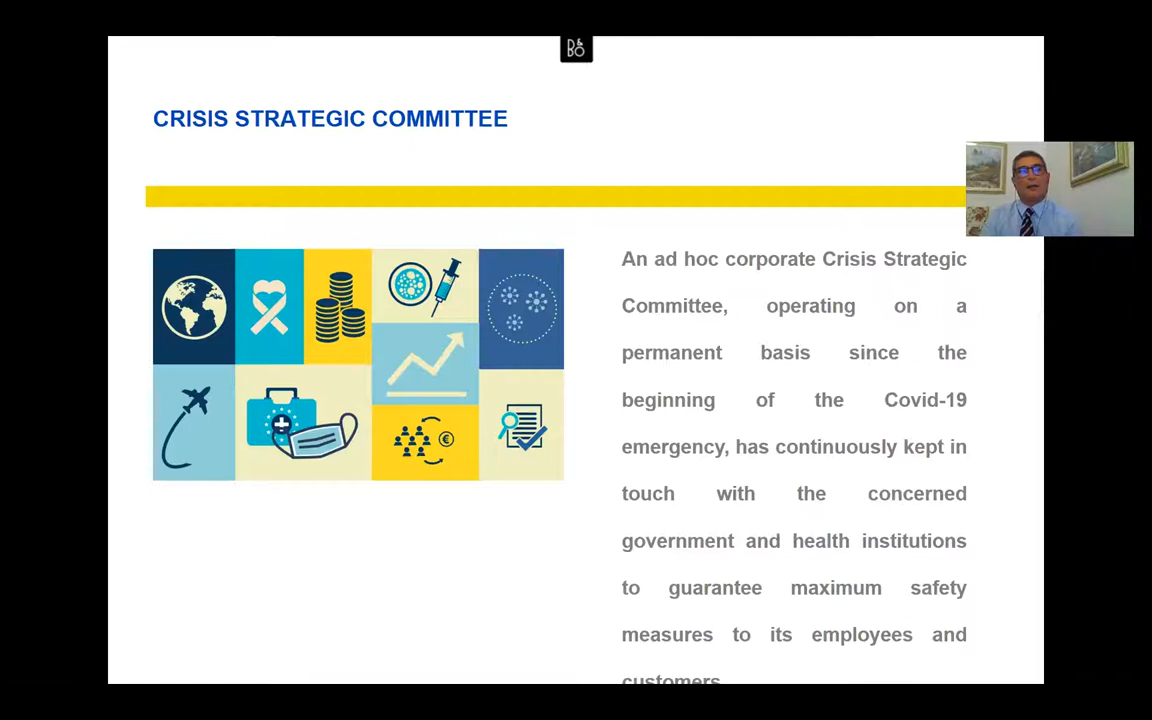 B&O
CRISIS STRATEGIC COMMITTEE
An ad hoc corporate Crisis Strategic
Committee, operating on a
permanent basis since the
beginning of the Covid-19
emergency, has continuously kept in
touch with the concerned
government and health institutions
to guarantee maximum safety
measures to its employees and
customers
€